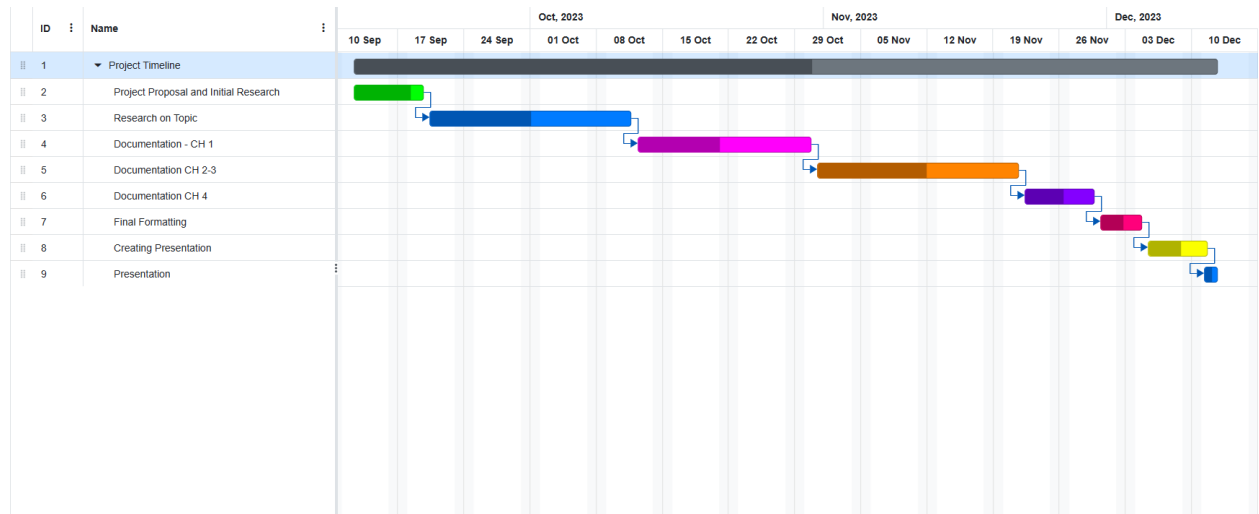 Oct, 2023 Nov, 2023 Dec, 2023
ID Name
10 Sep 17 Sep 24 Sep 01 Oct 08 Oct 15 Oct 22 Oct 29 Oct 05 Nov 12 Nov 19 Nov 26 Nov 03 Dec 10 Dec
1 Project Timeline
2 Project Proposal and Initial Research
3 Research on Topic
4 Documentation - CH 1
5 Documentation CH 2-3
6 Documentation CH 4
7 Final Formatting
8 Creating Presentation
9 Presentation